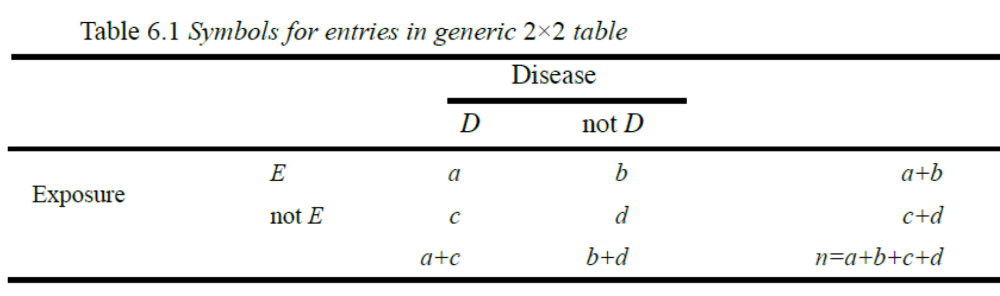 Table 6.1 Symbols for entries in generic 2×2 table
Disease
D not D
E a b a+b
Exposure
not E c d c+d
a+c b+d n=a+b+c+d